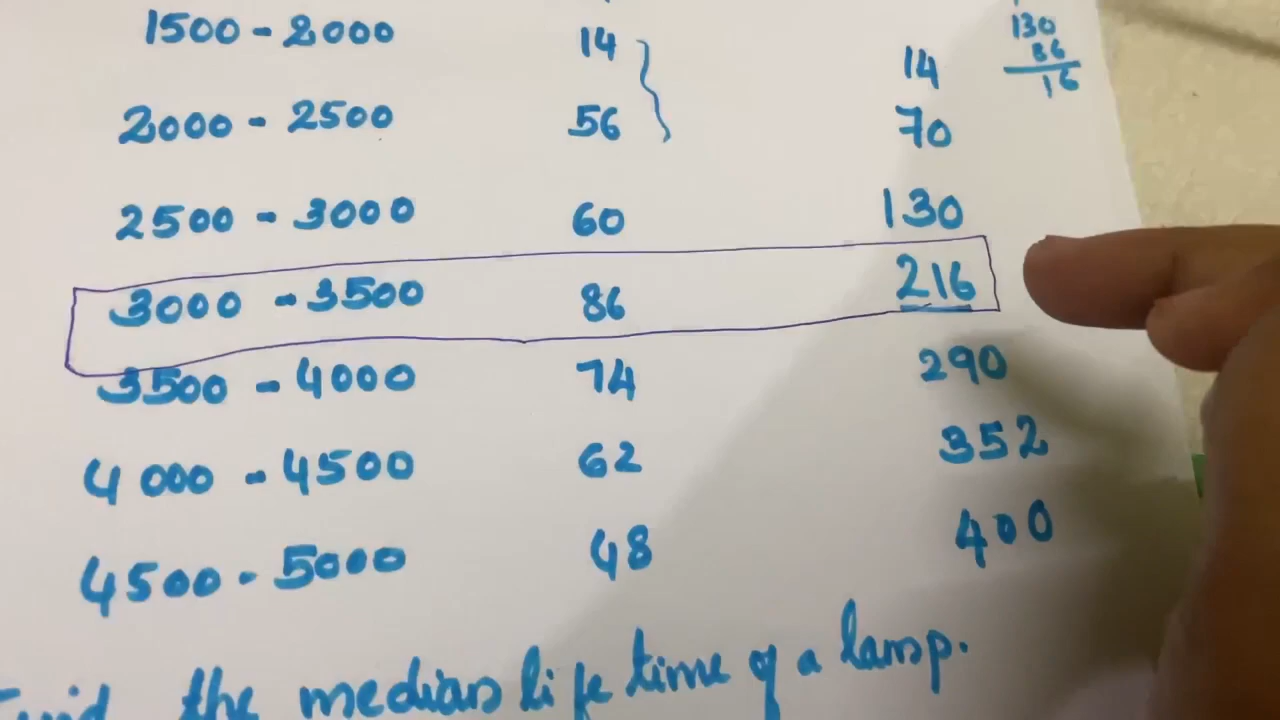 1500 - 2000 14 14
2000 - 2500 56 70
2500 - 3000 60 130
3000 - 3500 86 216
3500 - 4000 74 290
4000 - 4500 62 352
4500 - 5000 48 400
the median life time of a lamp.
130
86
16